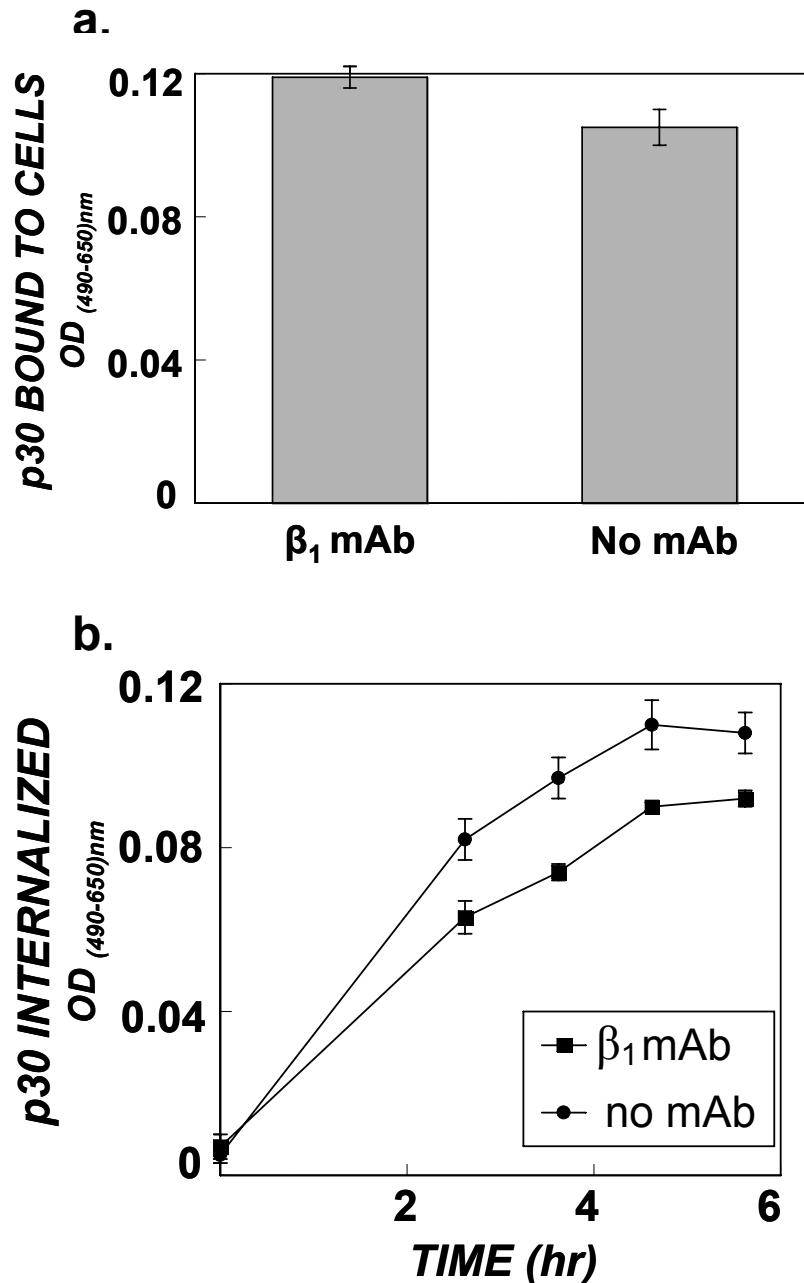 a.
p30 BOUND TO CELLS
OD (490-650)nm
0.12
0.08
0.04
0
β1 mAb No mAb
b.
p30 INTERNALIZED
OD (490-650)nm
0.12
0.08
0.04
0
β1 mAb
no mAb
2 4 6
TIME (hr)